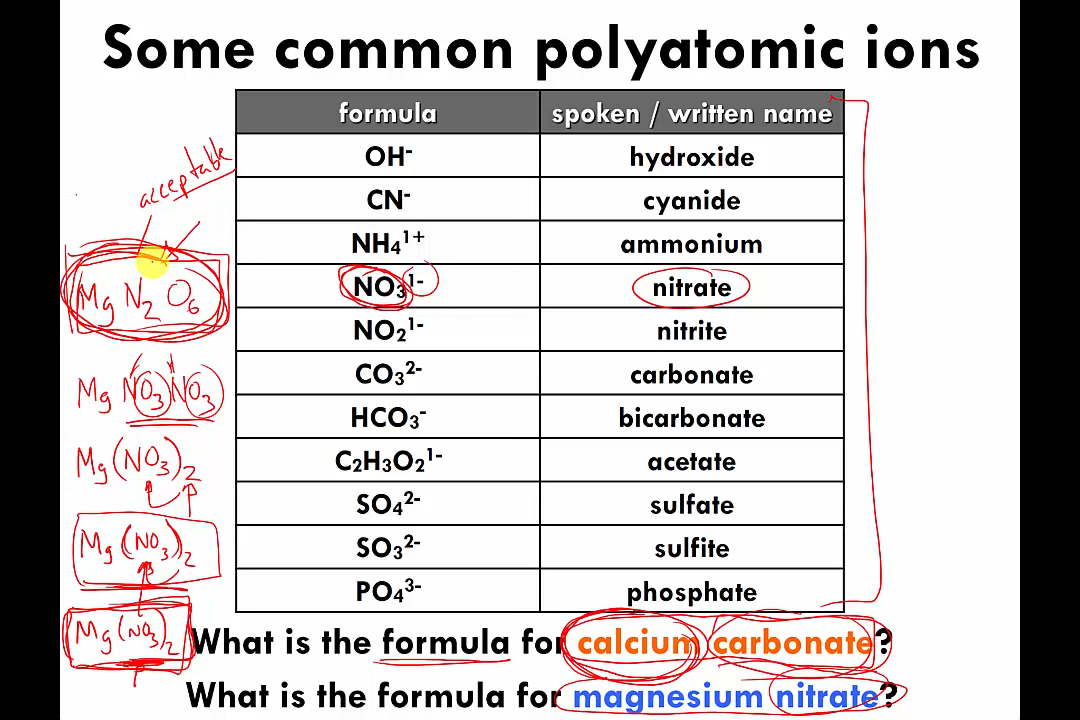 Some common polyatomic ions
formula spoken / written name
OH⁻ hydroxide
CN⁻ cyanide
NH₄¹⁺ ammonium
NO₃¹⁻ nitrate
NO₂¹⁻ nitrite
CO₃²⁻ carbonate
HCO₃⁻ bicarbonate
C₂H₃O₂¹⁻ acetate
SO₄²⁻ sulfate
SO₃²⁻ sulfite
PO₄³⁻ phosphate
acceptable
Mg N₂ O₆
Mg NO₃ NO₃
Mg(NO₃)₂
Mg(NO₃)₂
Mg(NO₃)₂
What is the formula for calcium carbonate?
What is the formula for magnesium nitrate?